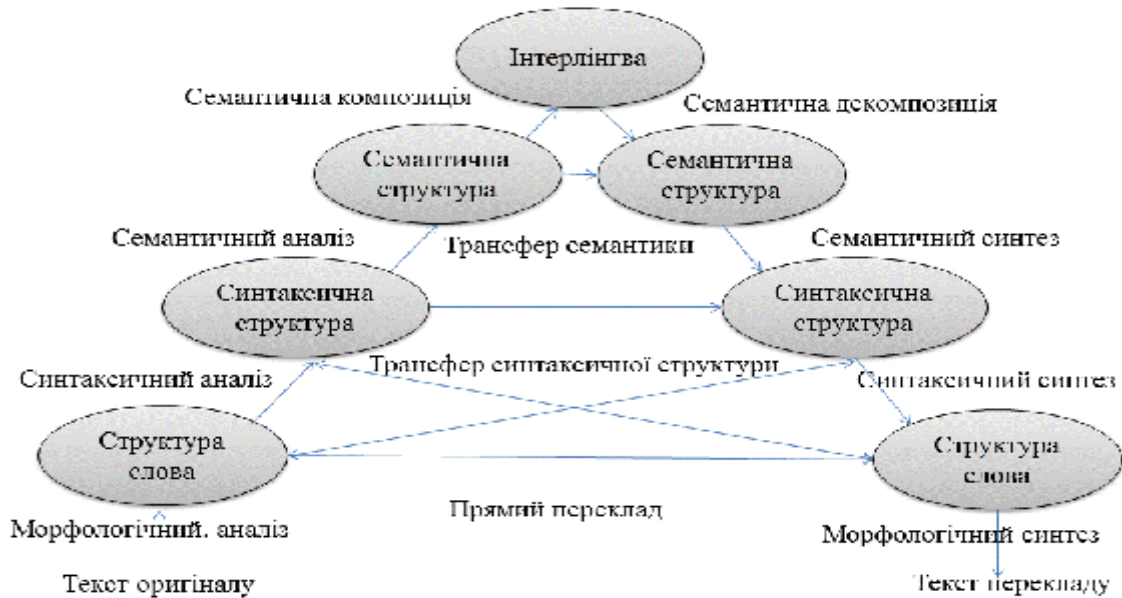 Інтерлінгва
Семантична композиція
Семантична декомпозиція
Семантична
структура
Семантична
структура
Семантичний аналіз
Трансфер семантики
Семантичний синтез
Синтаксична
структура
Синтаксична
структура
Синтаксичний аналіз
Трансфер синтаксичної структури
Синтаксичний синтез
Структура
слова
Структура
слова
Прямий переклад
Морфологічний. аналіз
Морфологічний синтез
Текст оригіналу
Текст перекладу